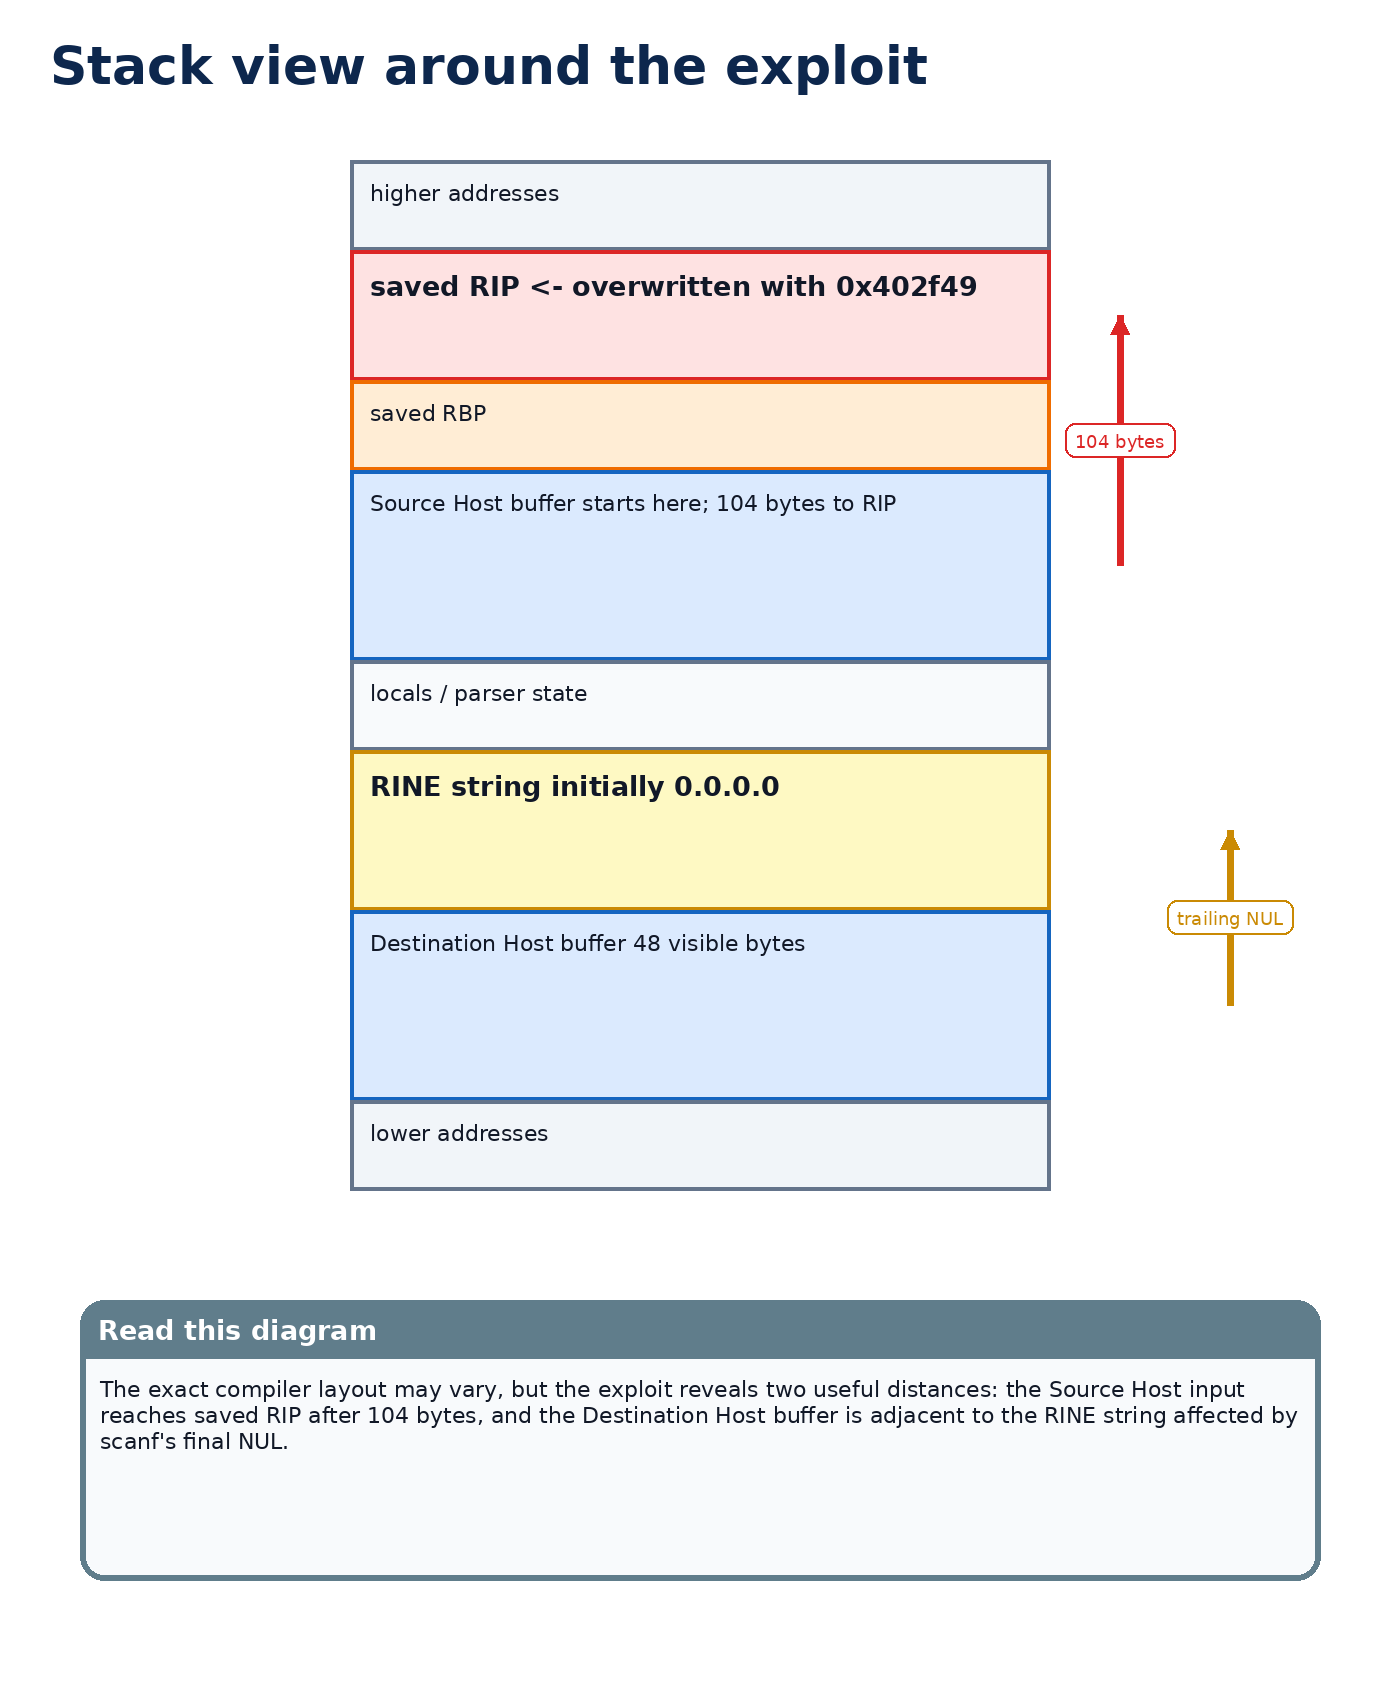 Stack view around the exploit
higher addresses
saved RIP <- overwritten with 0x402f49
saved RBP
104 bytes
Source Host buffer starts here; 104 bytes to RIP
locals / parser state
RINE string initially 0.0.0.0
trailing NUL
Destination Host buffer 48 visible bytes
lower addresses
Read this diagram
The exact compiler layout may vary, but the exploit reveals two useful distances: the Source Host input
reaches saved RIP after 104 bytes, and the Destination Host buffer is adjacent to the RINE string affected by
scanf's final NUL.